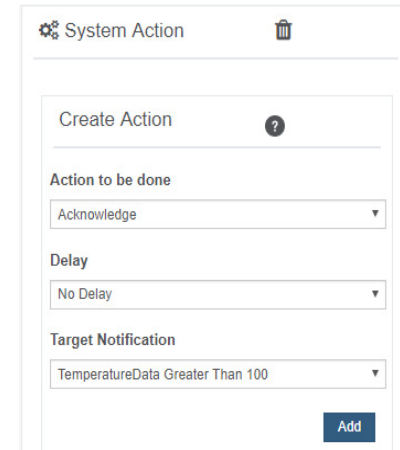 System Action
Create Action
?
Action to be done
Acknowledge
Delay
No Delay
Target Notification
TemperatureData Greater Than 100
Add